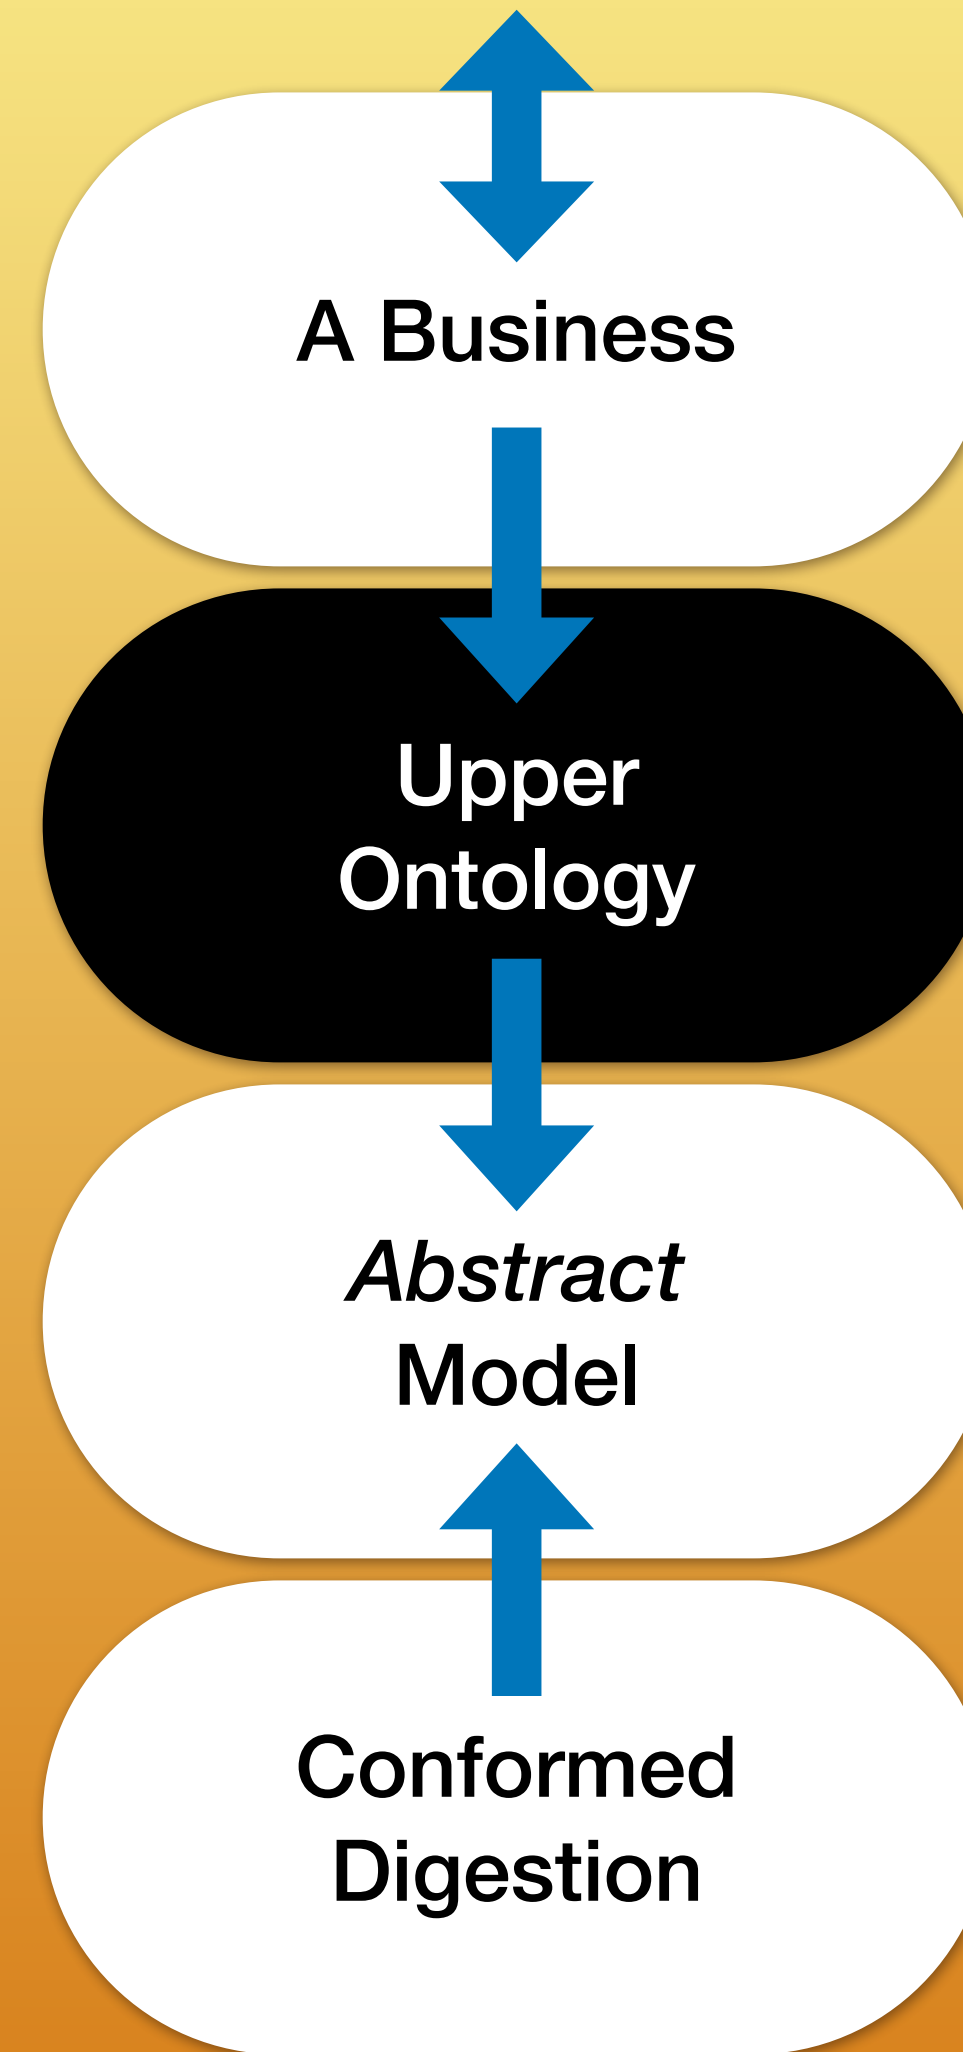 A Business
Upper
Ontology
Abstract
Model
Conformed
Digestion